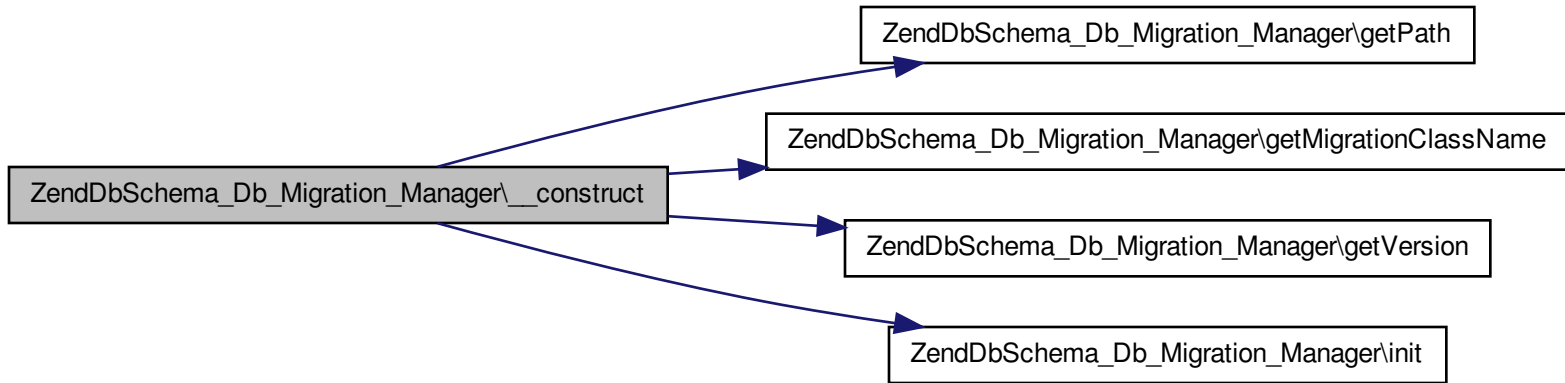 ZendDbSchema_Db_Migration_Manager\getPath
ZendDbSchema_Db_Migration_Manager\getMigrationClassName
ZendDbSchema_Db_Migration_Manager\__construct
ZendDbSchema_Db_Migration_Manager\getVersion
ZendDbSchema_Db_Migration_Manager\init